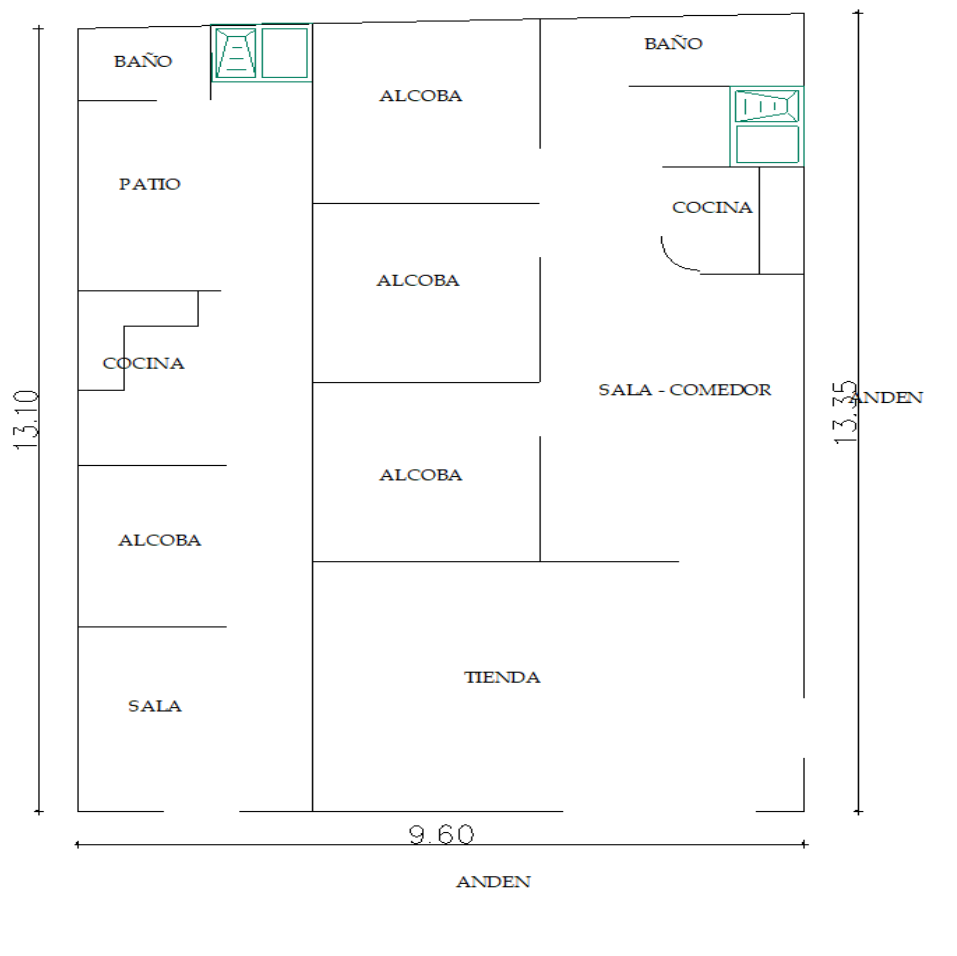 BAÑO
BAÑO
ALCOBA
PATIO
COCINA
ALCOBA
COCINA
SALA - COMEDOR
13.10
13.35
ANDEN
ALCOBA
ALCOBA
TIENDA
SALA
9.60
ANDEN